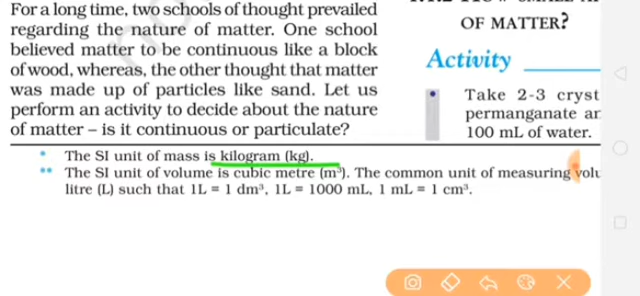 For a long time, two schools of thought prevailed
regarding the nature of matter. One school
believed matter to be continuous like a block
of wood, whereas, the other thought that matter
was made up of particles like sand. Let us
perform an activity to decide about the nature
of matter – is it continuous or particulate?
OF MATTER?
Activity
• Take 2-3 cryst
permanganate an
100 mL of water.
• The SI unit of mass is kilogram (kg).
•• The SI unit of volume is cubic metre (m³). The common unit of measuring volu
litre (L) such that 1L = 1 dm³, 1L = 1000 mL, 1 mL = 1 cm³.